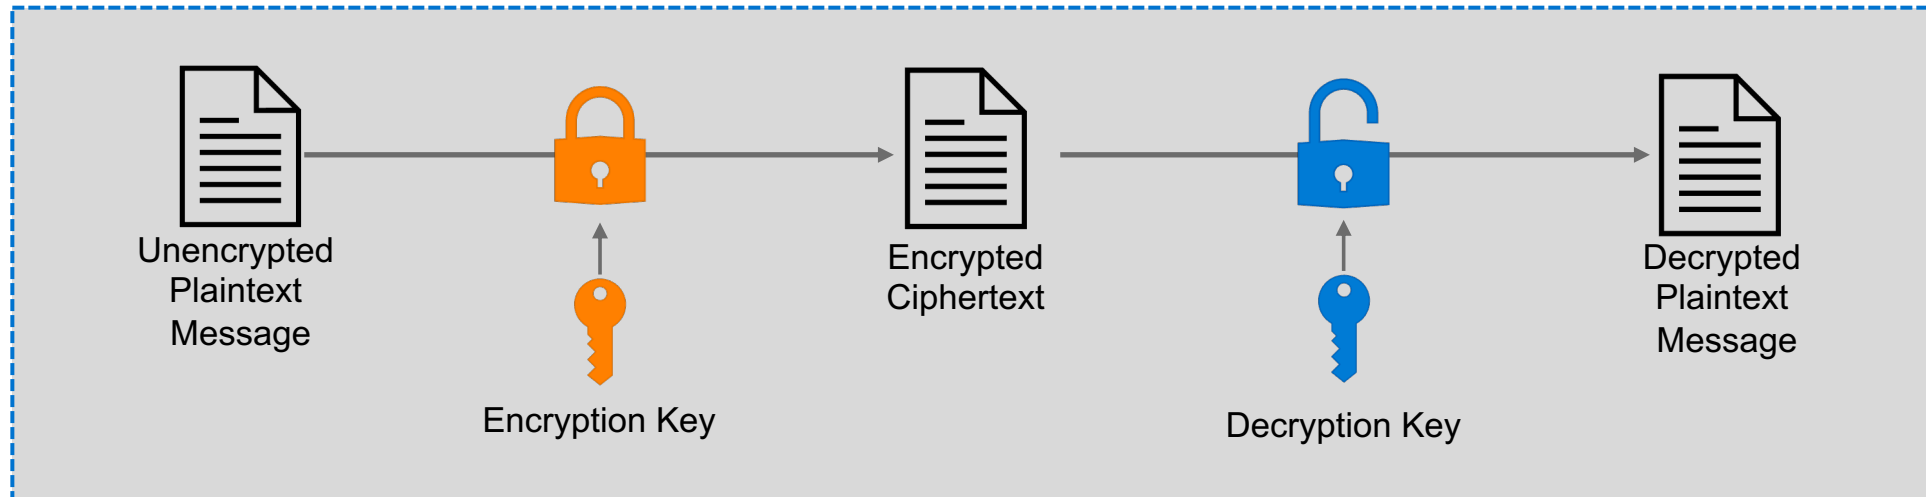 Unencrypted
Plaintext
Message
Encryption Key
Encrypted
Ciphertext
Decryption Key
Decrypted
Plaintext
Message